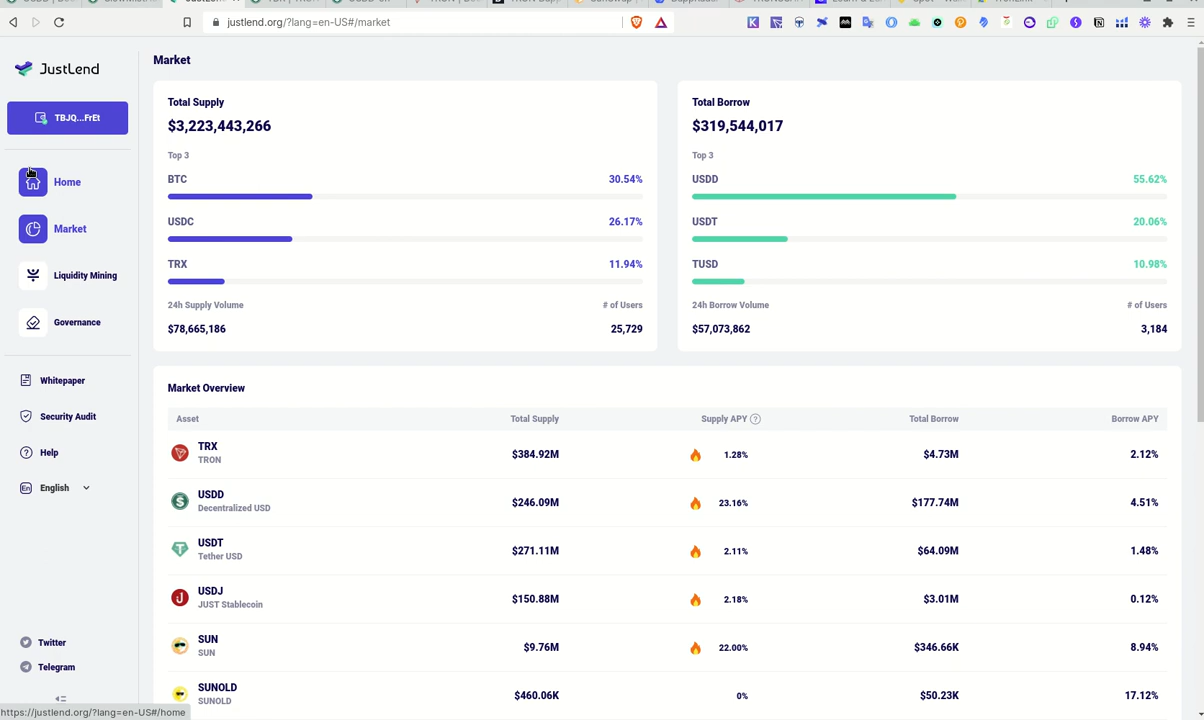 justlend.org/?lang=en-US#/market
JustLend
TBJQ...FrEt
Home
Market
Liquidity Mining
Governance
Whitepaper
Security Audit
Help
En English
Twitter
Telegram
https://justlend.org/?lang=en-US#/home
Market
Total Supply
$3,223,443,266
Top 3
BTC 30.54%
USDC 26.17%
TRX 11.94%
24h Supply Volume # of Users
$78,665,186 25,729
Total Borrow
$319,544,017
Top 3
USDD 55.62%
USDT 20.06%
TUSD 10.98%
24h Borrow Volume # of Users
$57,073,862 3,184
Market Overview
Asset Total Supply Supply APY ? Total Borrow Borrow APY
TRX
TRON
$384.92M 1.28% $4.73M 2.12%
USDD
Decentralized USD
$246.09M 23.16% $177.74M 4.51%
USDT
Tether USD
$271.11M 2.11% $64.09M 1.48%
USDJ
JUST Stablecoin
$150.88M 2.18% $3.01M 0.12%
SUN
SUN
$9.76M 22.00% $346.66K 8.94%
SUNOLD
SUNOLD
$460.06K 0% $50.23K 17.12%